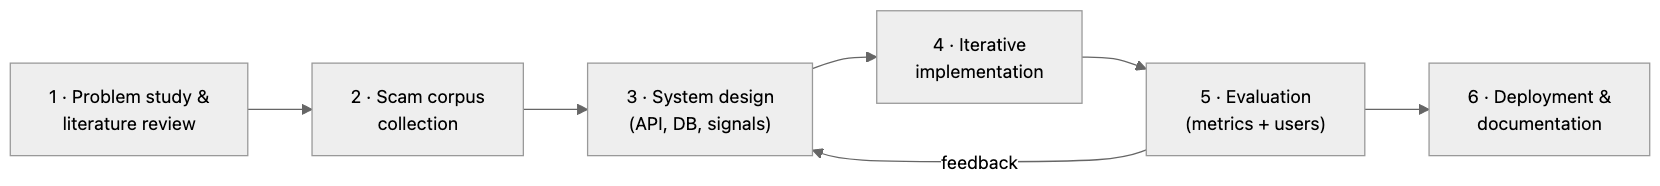 1 · Problem study &
literature review
2 · Scam corpus
collection
3 · System design
(API, DB, signals)
4 · Iterative
implementation
5 · Evaluation
(metrics + users)
6 · Deployment &
documentation
feedback